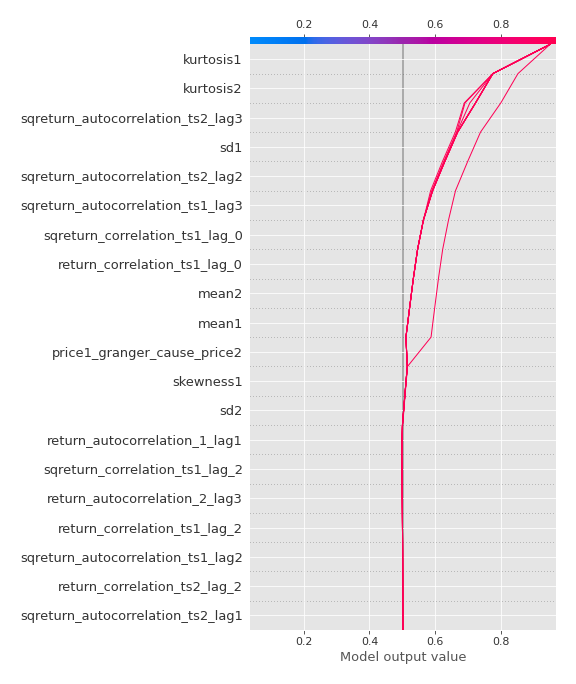 0.2 0.4 0.6 0.8
kurtosis1
kurtosis2
sqreturn_autocorrelation_ts2_lag3
sd1
sqreturn_autocorrelation_ts2_lag2
sqreturn_autocorrelation_ts1_lag3
sqreturn_correlation_ts1_lag_0
return_correlation_ts1_lag_0
mean2
mean1
price1_granger_cause_price2
skewness1
sd2
return_autocorrelation_1_lag1
sqreturn_correlation_ts1_lag_2
return_autocorrelation_2_lag3
return_correlation_ts1_lag_2
sqreturn_autocorrelation_ts1_lag2
return_correlation_ts2_lag_2
sqreturn_autocorrelation_ts2_lag1
0.2 0.4 0.6 0.8
Model output value